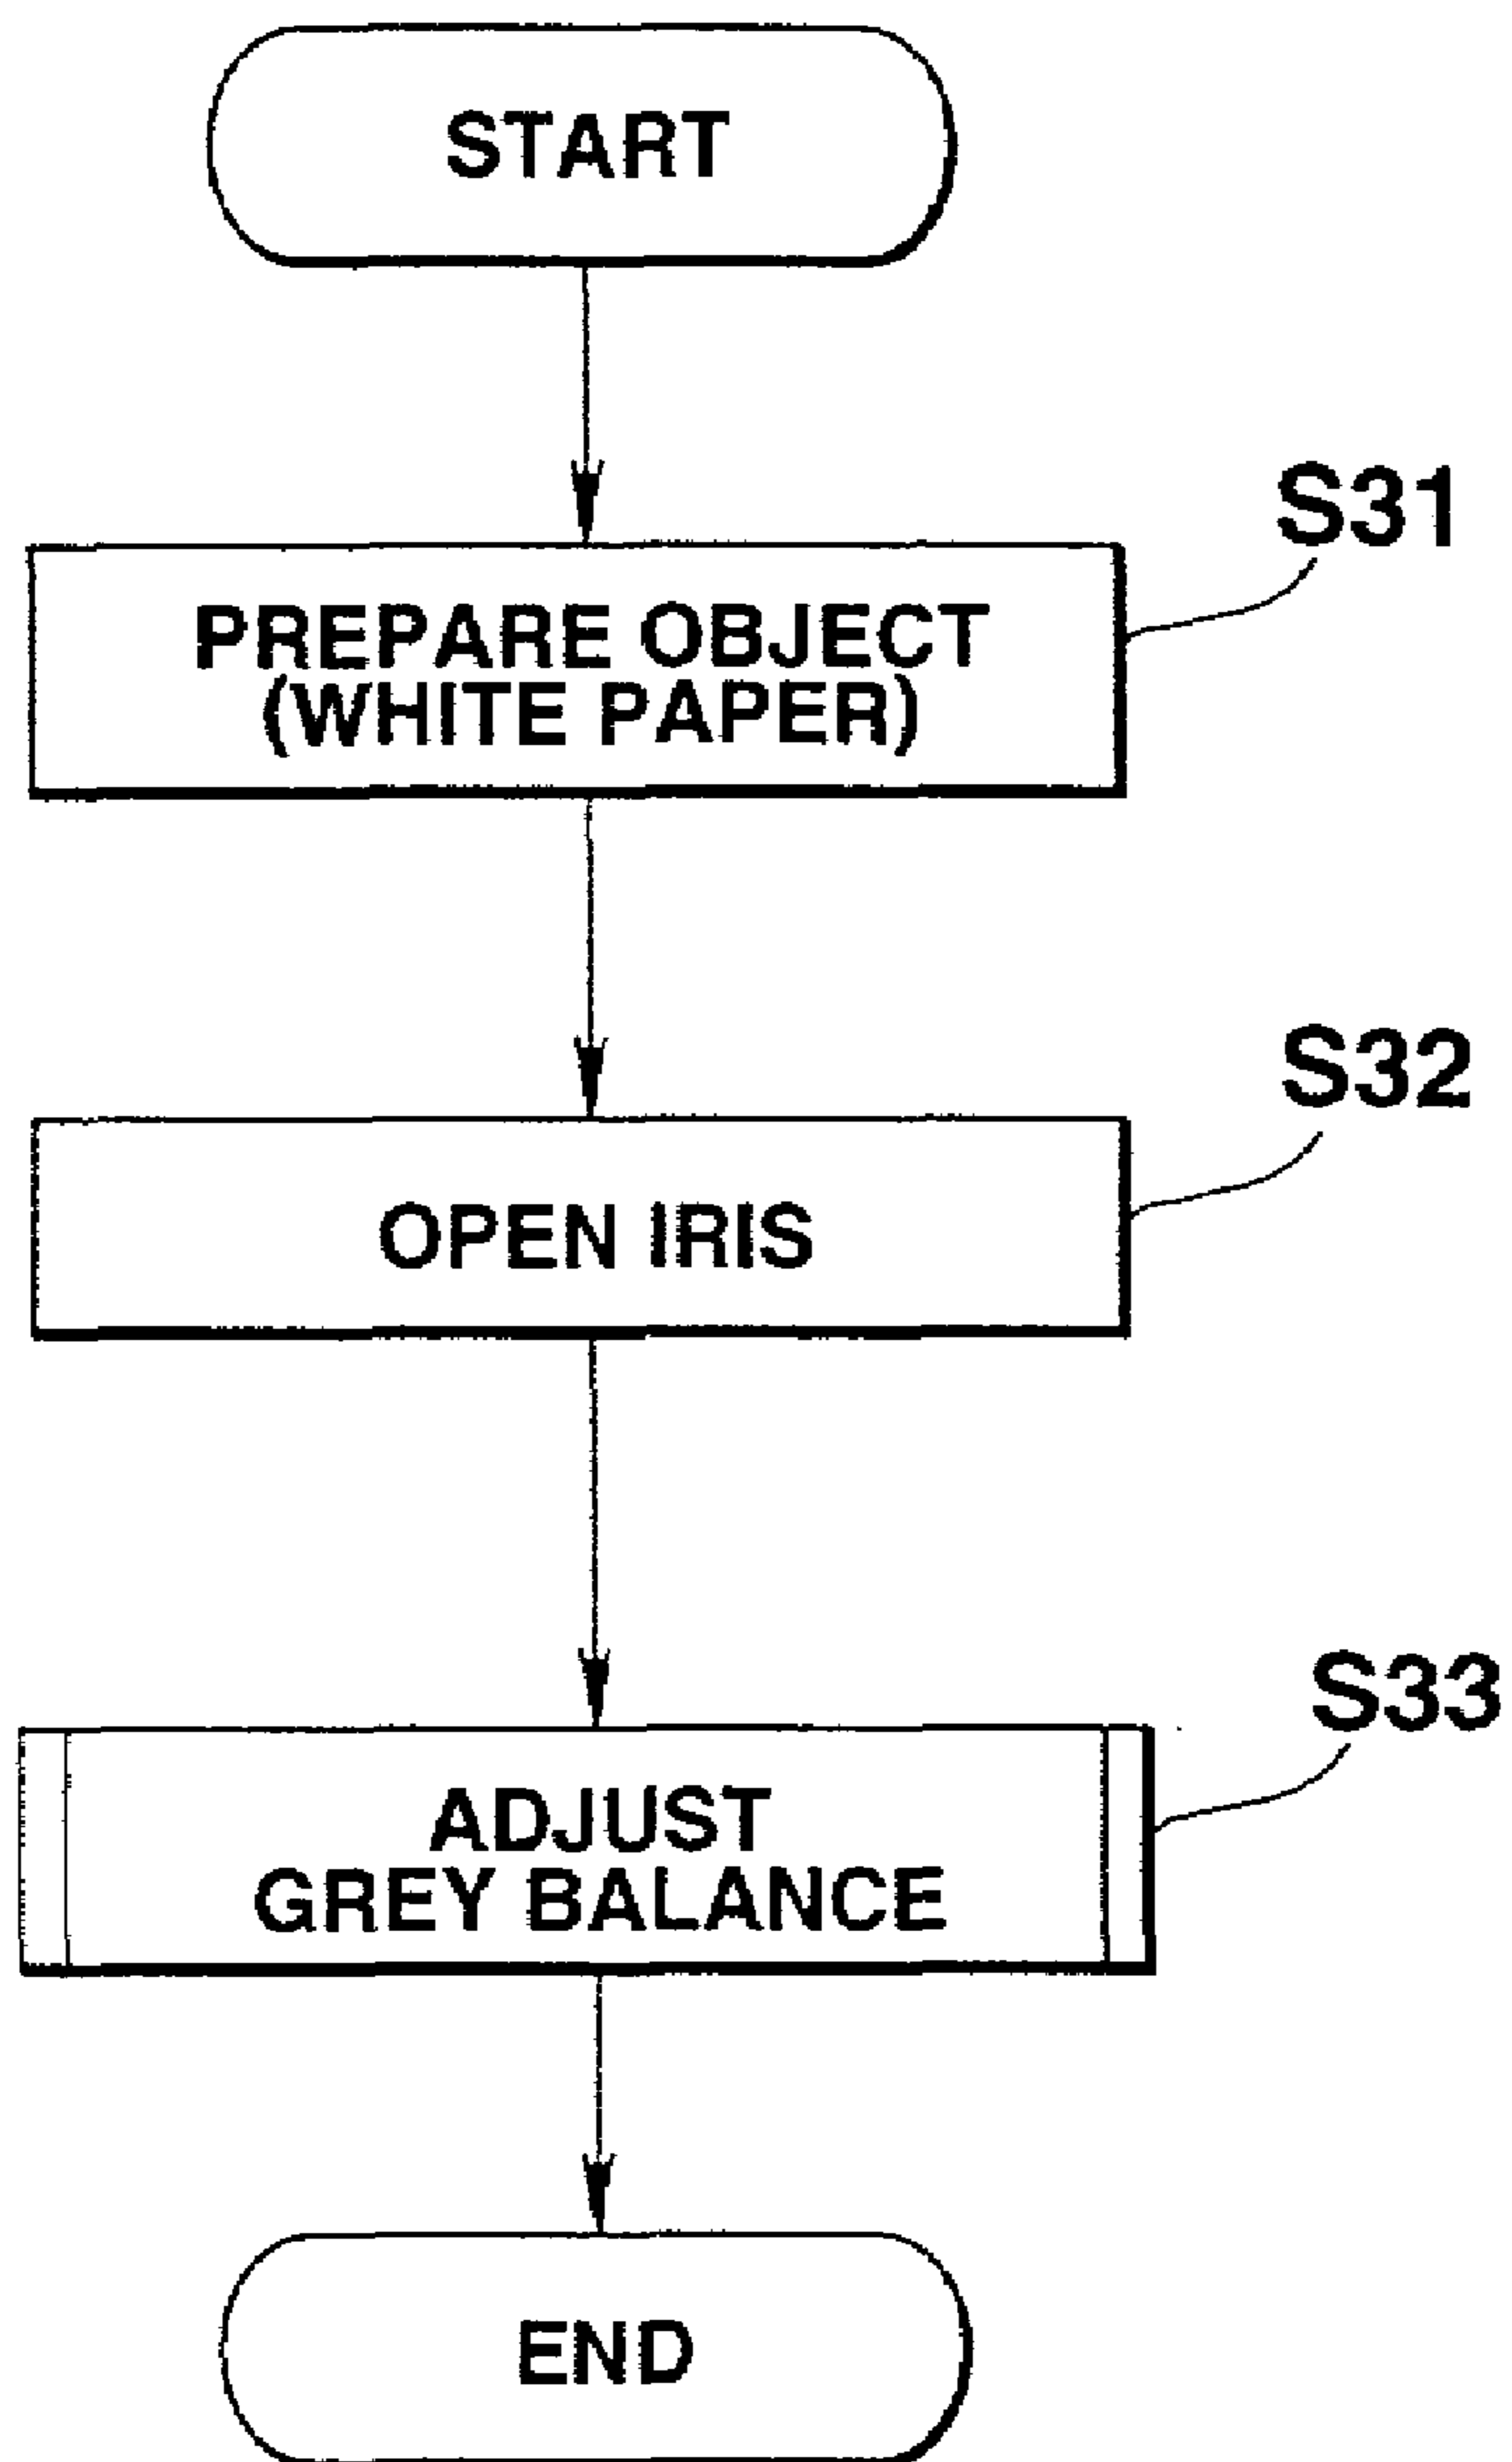 START
S31
PREPARE OBJECT
(WHITE PAPER)
S32
OPEN IRIS
S33
ADJUST
GREY BALANCE
END